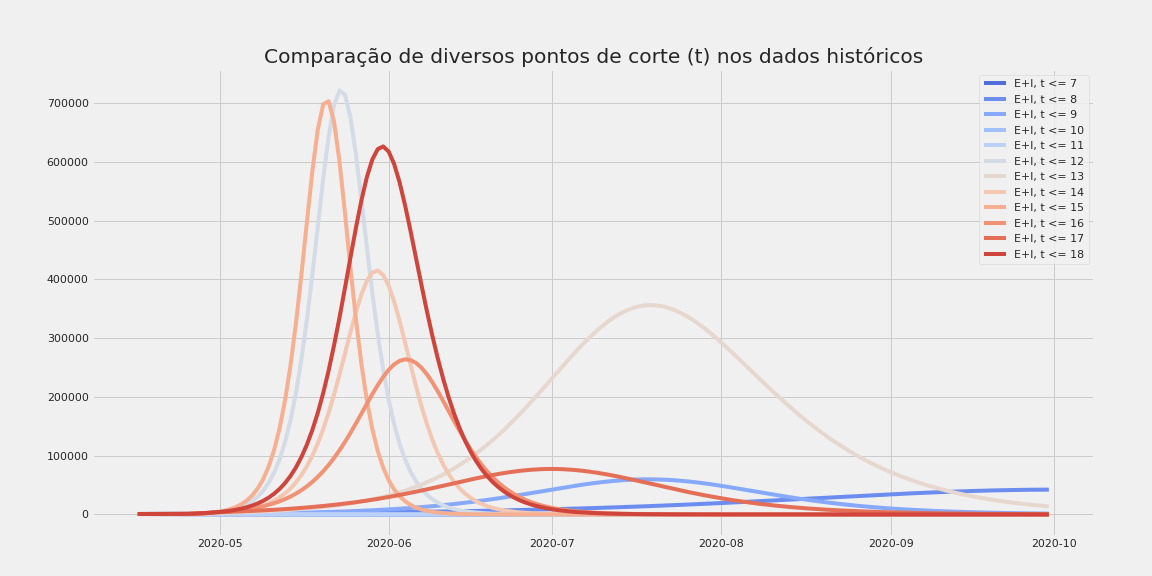 Comparação de diversos pontos de corte (t) nos dados históricos
700000
600000
500000
400000
300000
200000
100000
0
2020-05
2020-06
2020-07
2020-08
2020-09
2020-10
E+I, t <= 7
E+I, t <= 8
E+I, t <= 9
E+I, t <= 10
E+I, t <= 11
E+I, t <= 12
E+I, t <= 13
E+I, t <= 14
E+I, t <= 15
E+I, t <= 16
E+I, t <= 17
E+I, t <= 18